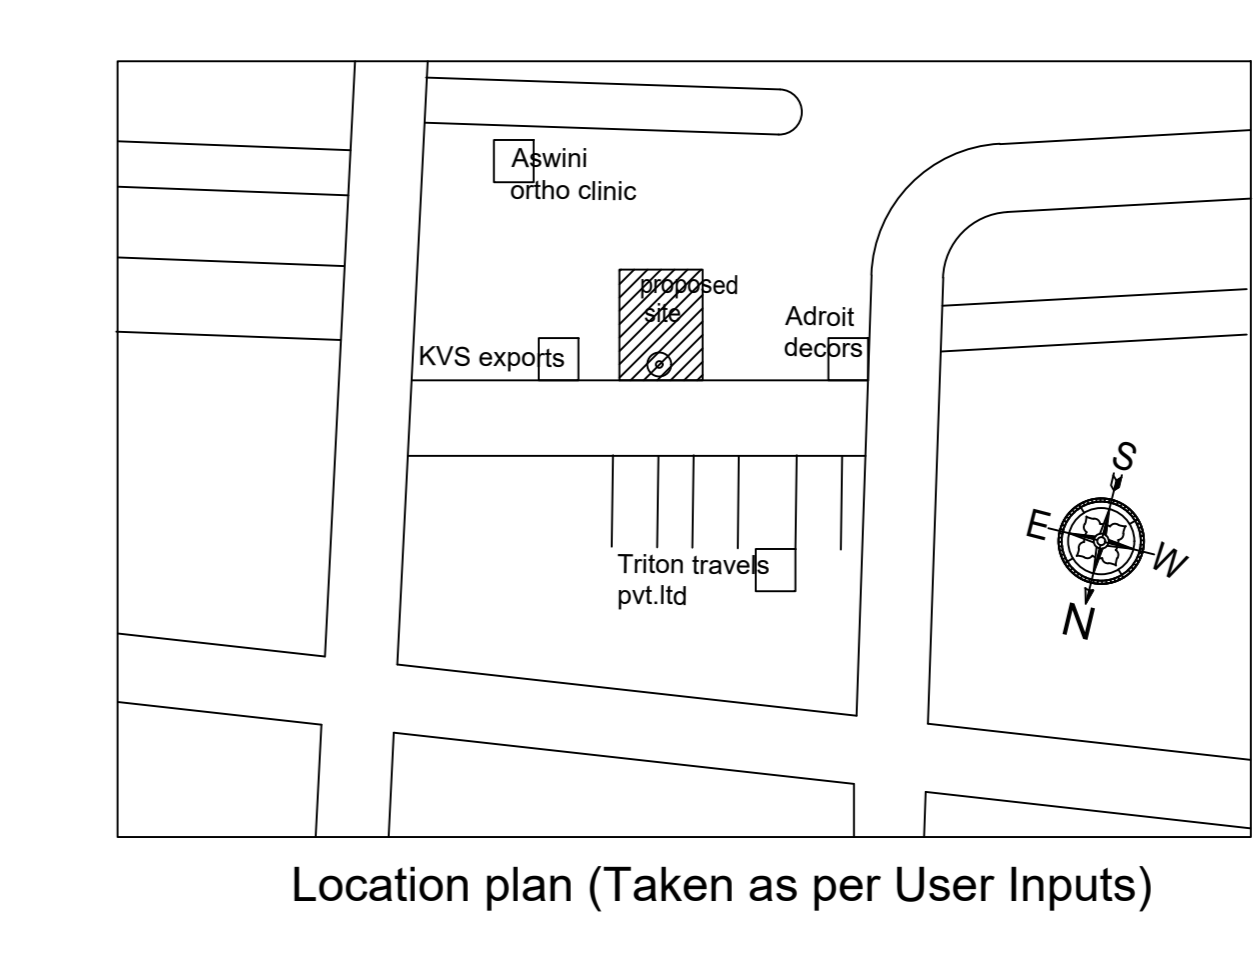 Aswini
ortho clinic
proposed
site
Adroit
decors
KVS exports
S
E
W
N
Triton travels
pvt.ltd
Location plan (Taken as per User Inputs)